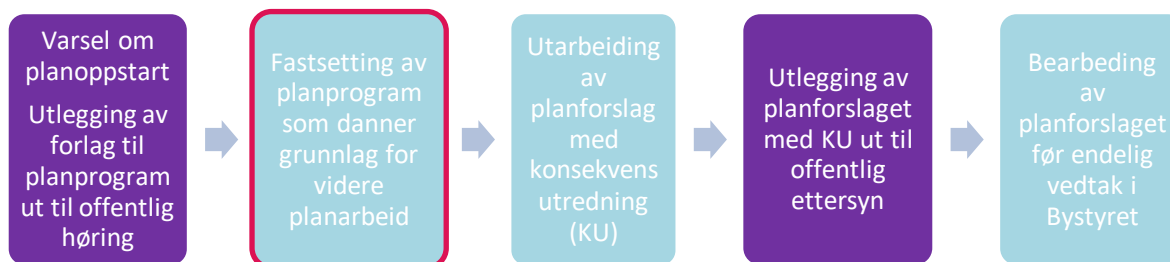 Varsel om
planoppstart
Utlegging av
forlag til
planprogram
ut til offentlig
høring
Fastsetting av
planprogram
som danner
grunnlag for
videre
planarbeid
Utarbeiding
av
planforslag
med
konsekvens
utredning
(KU)
Utlegging av
planforslaget
med KU ut til
offentlig
ettersyn
Bearbeding
av
planforslaget
før endelig
vedtak i
Bystyret